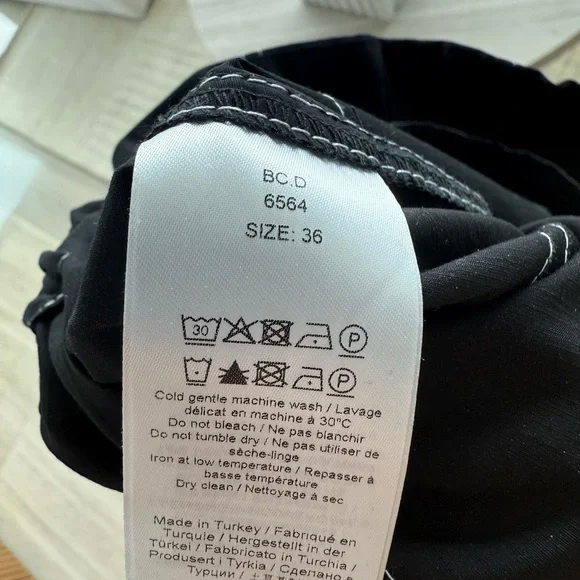 BC.D
6564
SIZE: 36
30 P
P
Cold gentle machine wash / Lavage
délicat en machine à 30°C
Do not bleach / Ne pas blanchir
Do not tumble dry / Ne pas utiliser de
sèche-linge
Iron at low temperature / Repasser à
basse température
Dry clean / Nettoyage à sec
Made in Turkey / Fabriqué en
Turquie / Hergestellt in der
Türkei / Fabbricato in Turchia /
Produsert i Tyrkia / Сделано в
Турции /